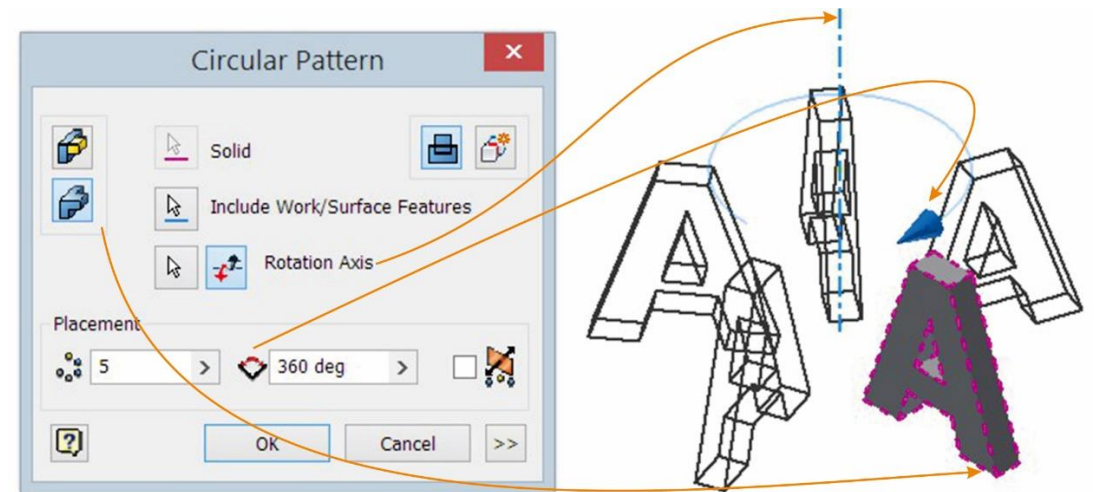 Circular Pattern
Solid
Include Work/Surface Features
Rotation Axis
Placement
5
360 deg
OK
Cancel
>>